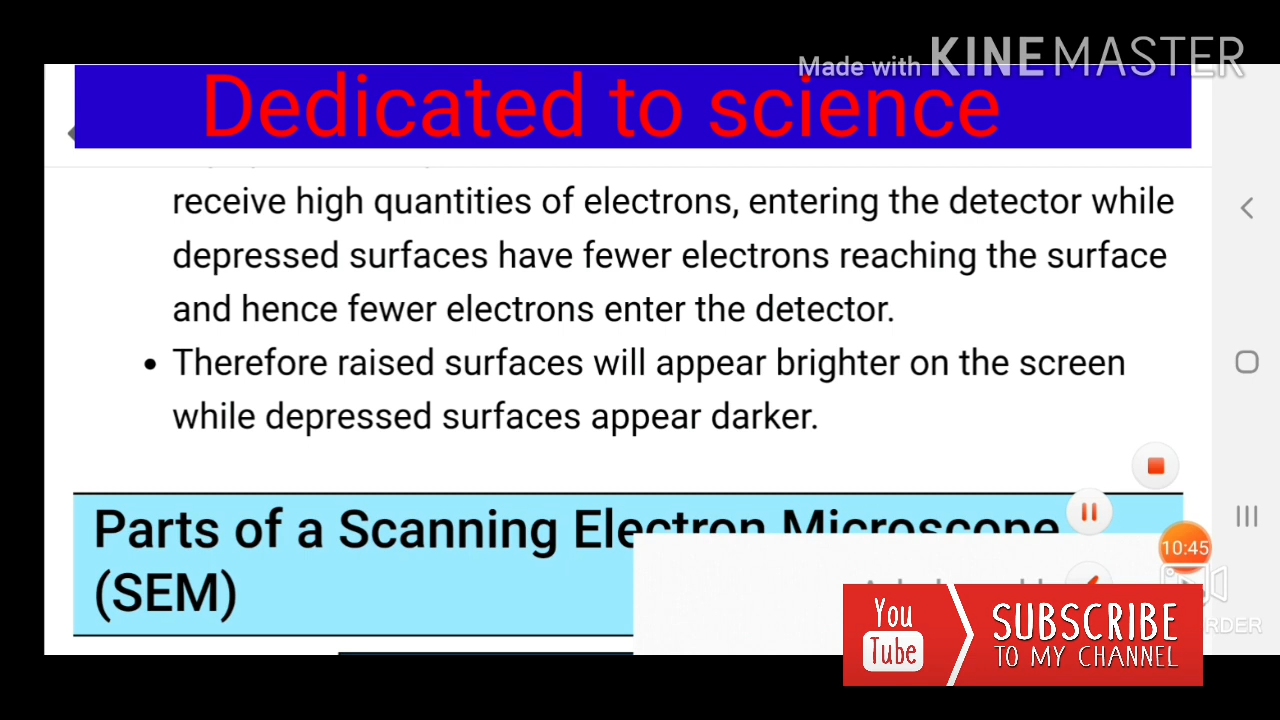 Made with KINEMASTER
Dedicated to science
receive high quantities of electrons, entering the detector while
depressed surfaces have fewer electrons reaching the surface
and hence fewer electrons enter the detector.
• Therefore raised surfaces will appear brighter on the screen
while depressed surfaces appear darker.
Parts of a Scanning Electron Microscope
(SEM)
10:45
You
Tube
SUBSCRIBE
TO MY CHANNEL